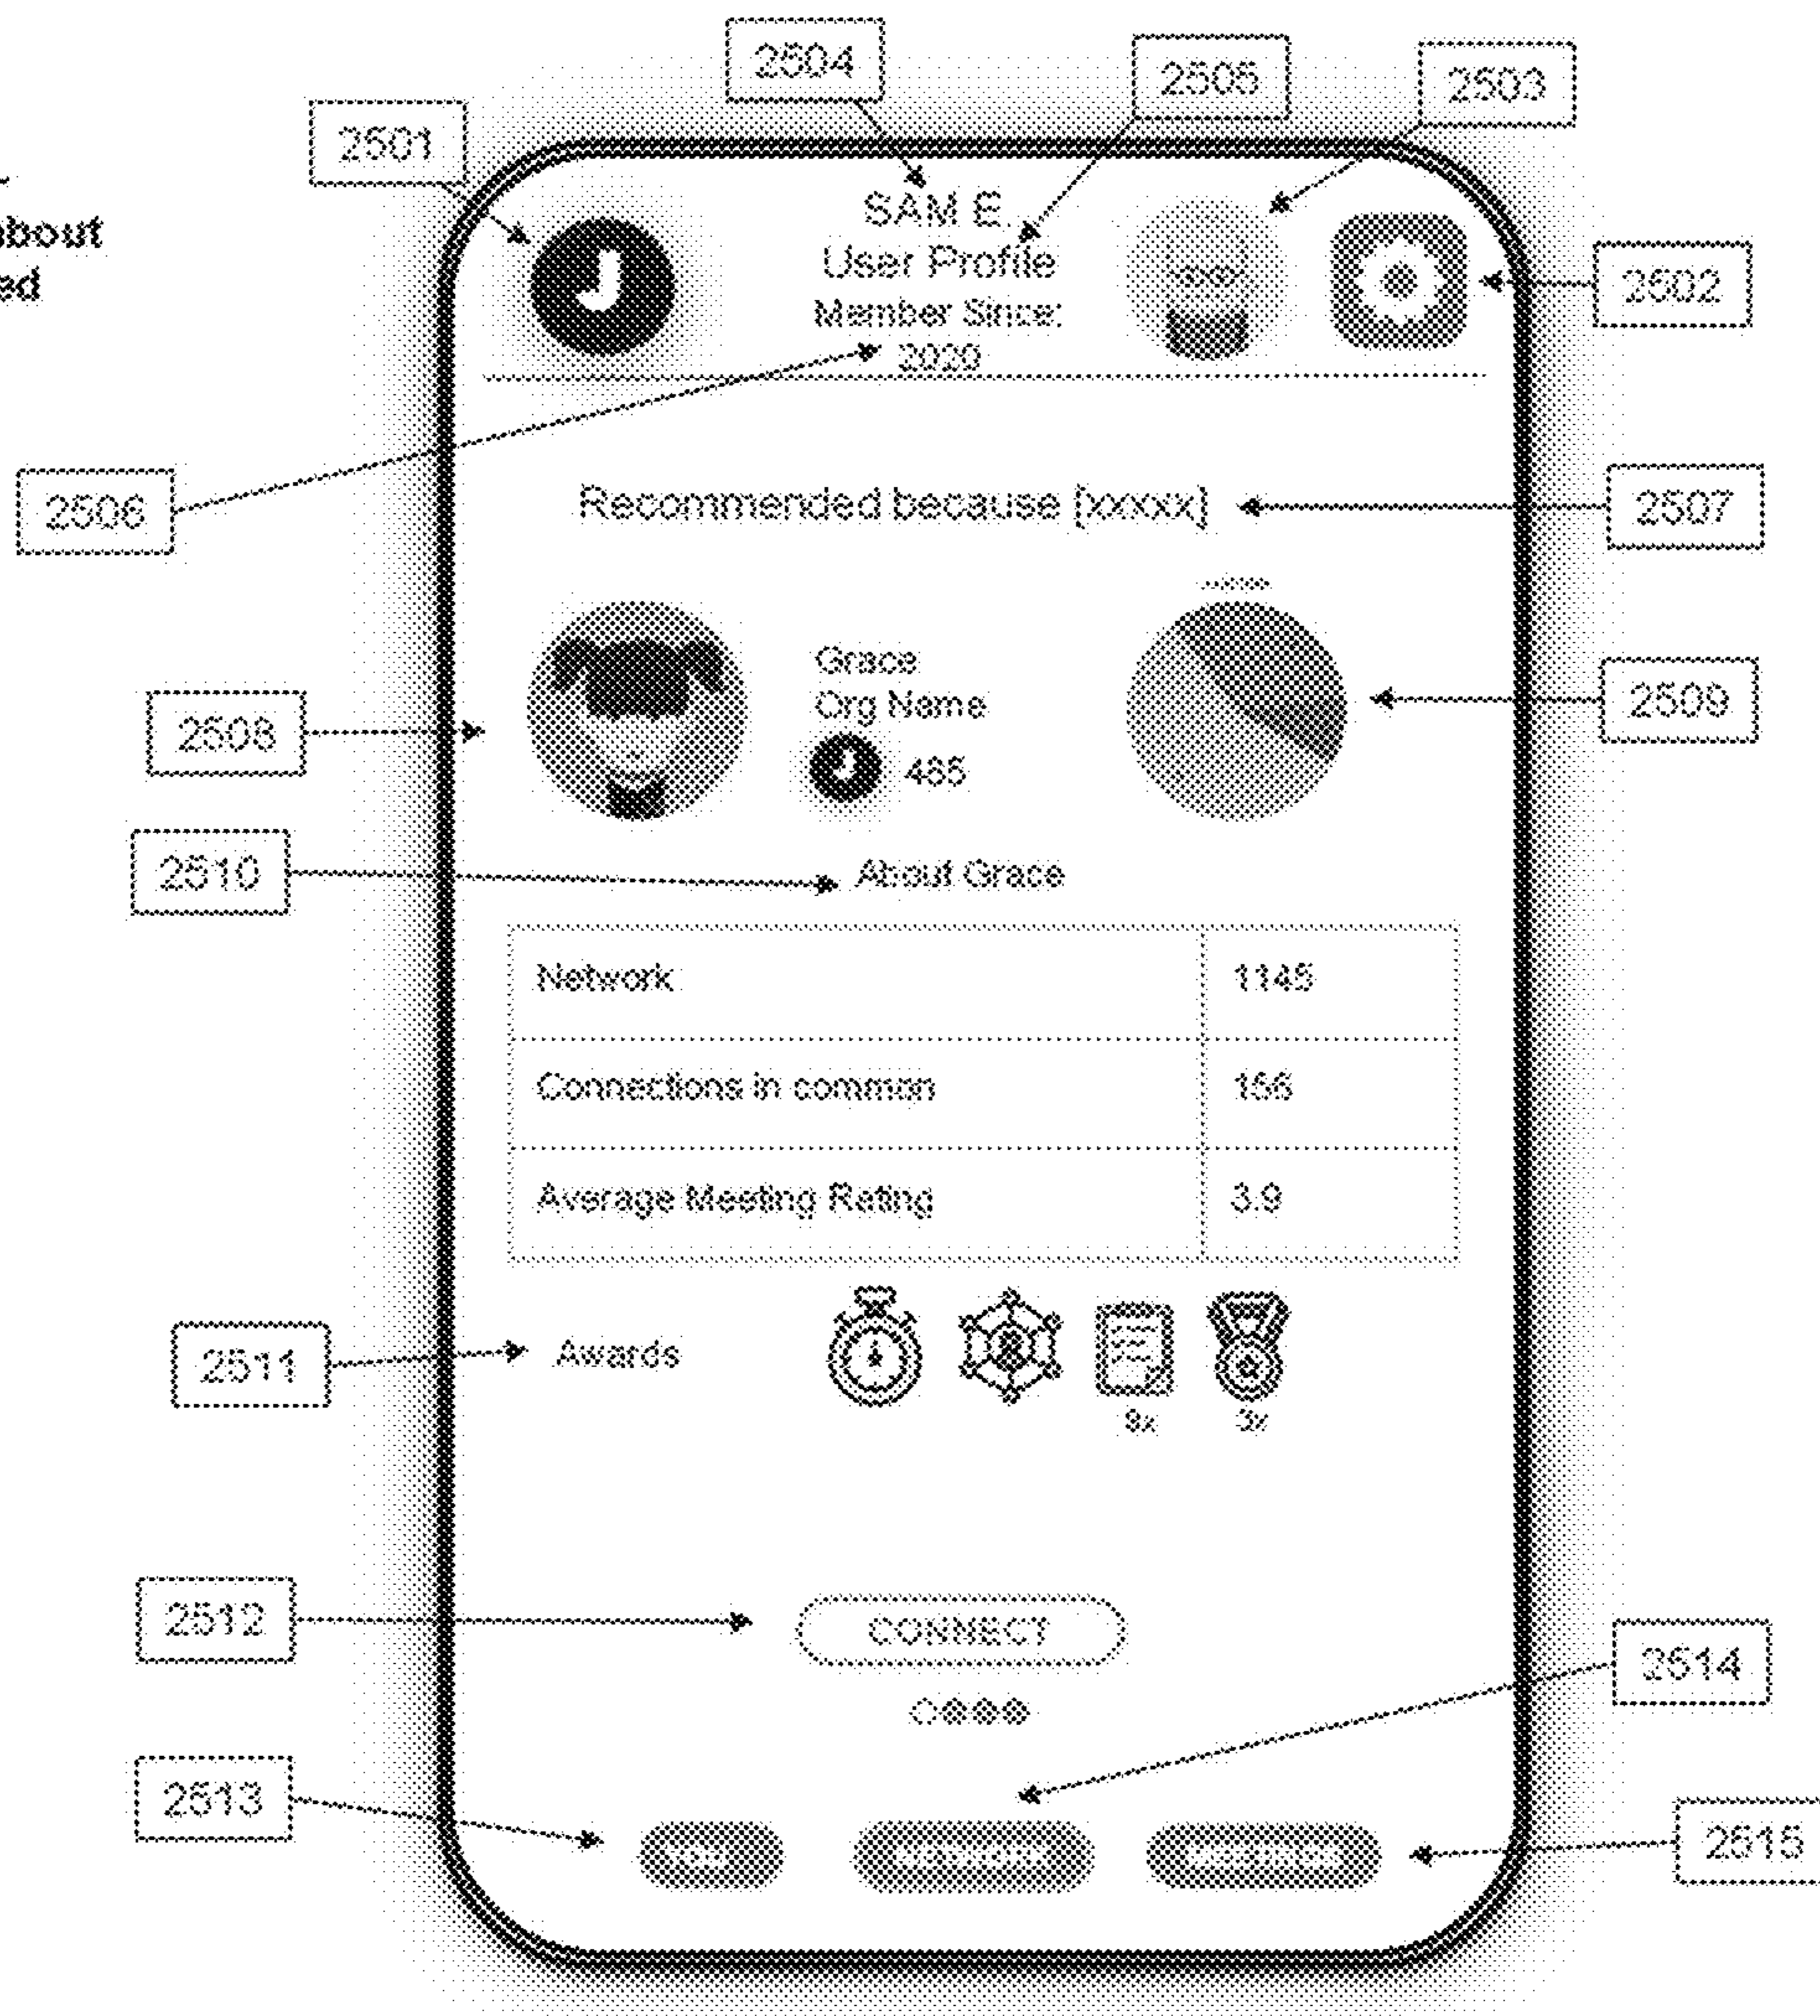 2504
2505
2503
2501
about
ed
SAM E.
User Profile
Member Since:
2020
2502
2506
Recommended because [xxxxx]
2507
Grace
Org Name
485
2508
2509
2510
About Grace
Network 1145
Connections in common 156
Average Meeting Rating 3.9
2511
Awards
9x 3x
2512
CONNECT
2514
2513
2515